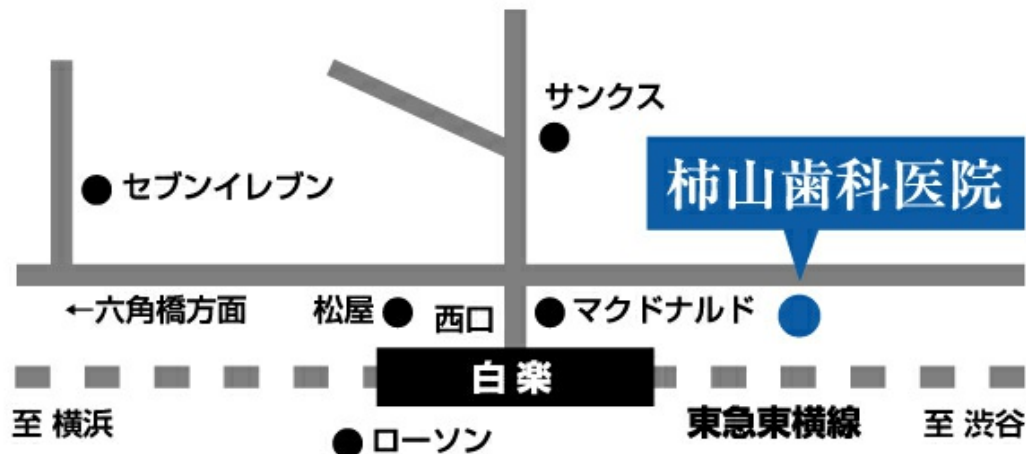 サンクス
セブンイレブン
柿山歯科医院
←六角橋方面
松屋
西口
マクドナルド
白楽
至 横浜
ローソン
東急東横線
至 渋谷